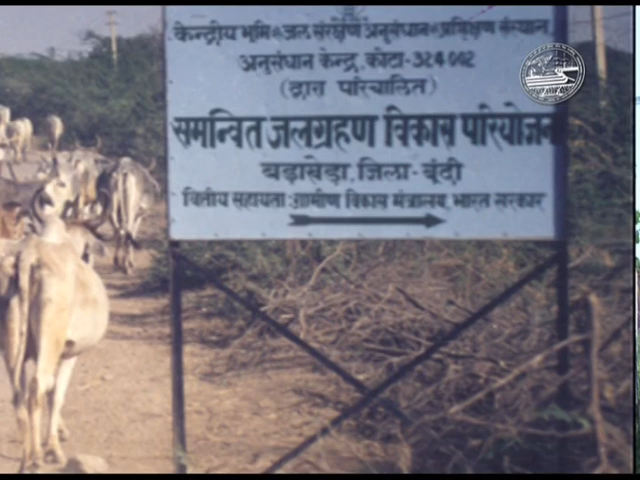 केन्द्रीय भूमि एवं जल संरक्षण अनुसंधान एवं प्रशिक्षण संस्थान,
अनुसंधान केन्द्र, कोटा-324002
(द्वारा परिचालित)
समन्वित जलग्रहण विकास परियोजना
बड़ाखेड़ा, जिला-बूंदी
वित्तीय सहायता :ग्रामीण विकास मंत्रालय, भारत सरकार